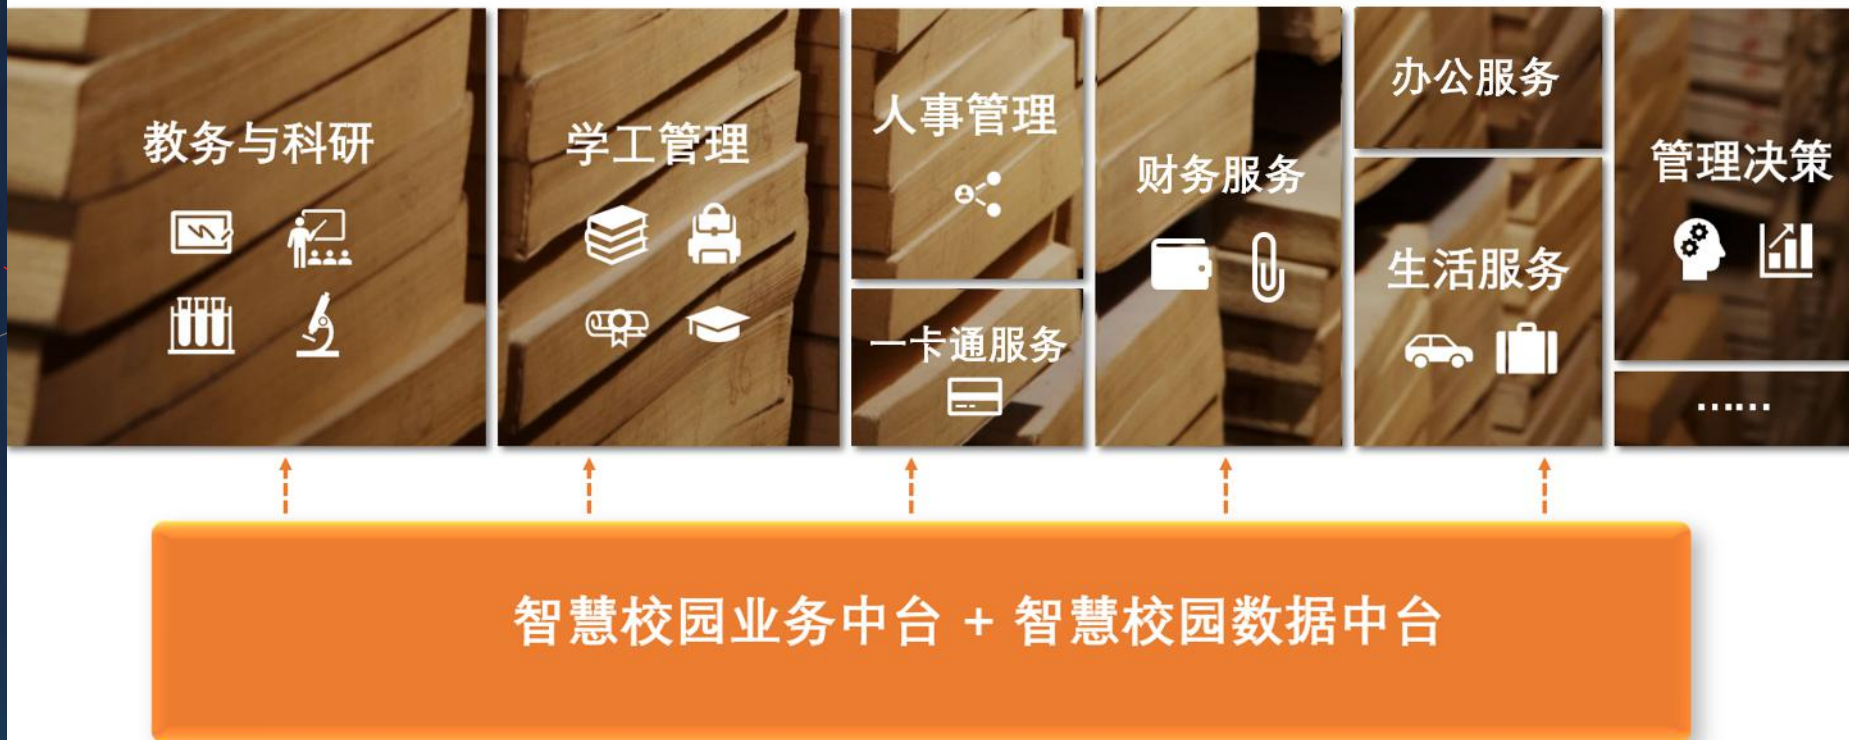 教务与科研
学工管理
人事管理
一卡通服务
财务服务
办公服务
生活服务
管理决策
......
智慧校园业务中台 + 智慧校园数据中台